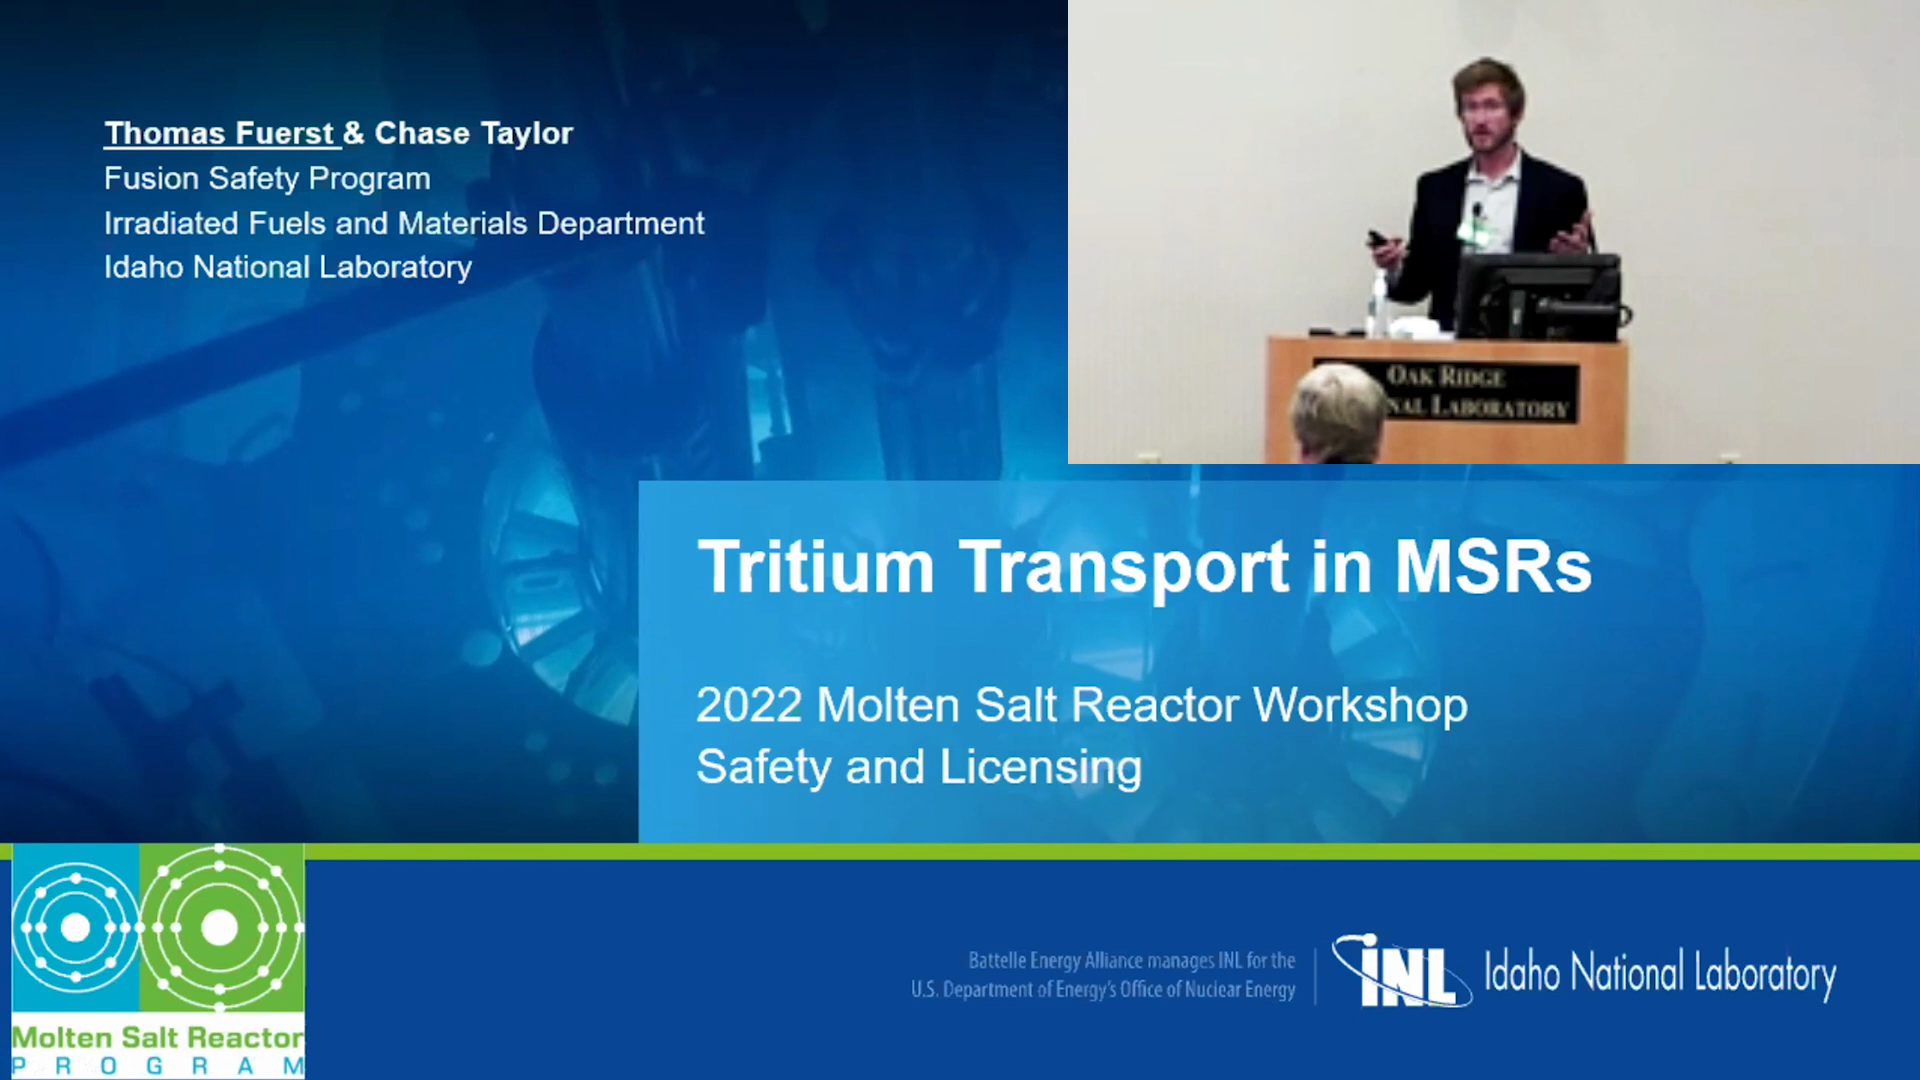 Thomas Fuerst & Chase Taylor
Fusion Safety Program
Irradiated Fuels and Materials Department
Idaho National Laboratory
OAK RIDGE
NAL LABORATORY
Tritium Transport in MSRs
2022 Molten Salt Reactor Workshop
Safety and Licensing
Molten Salt Reactor
PROGRAM
Battelle Energy Alliance manages INL for the
U.S. Department of Energy's Office of Nuclear Energy
INL
Idaho National Laboratory